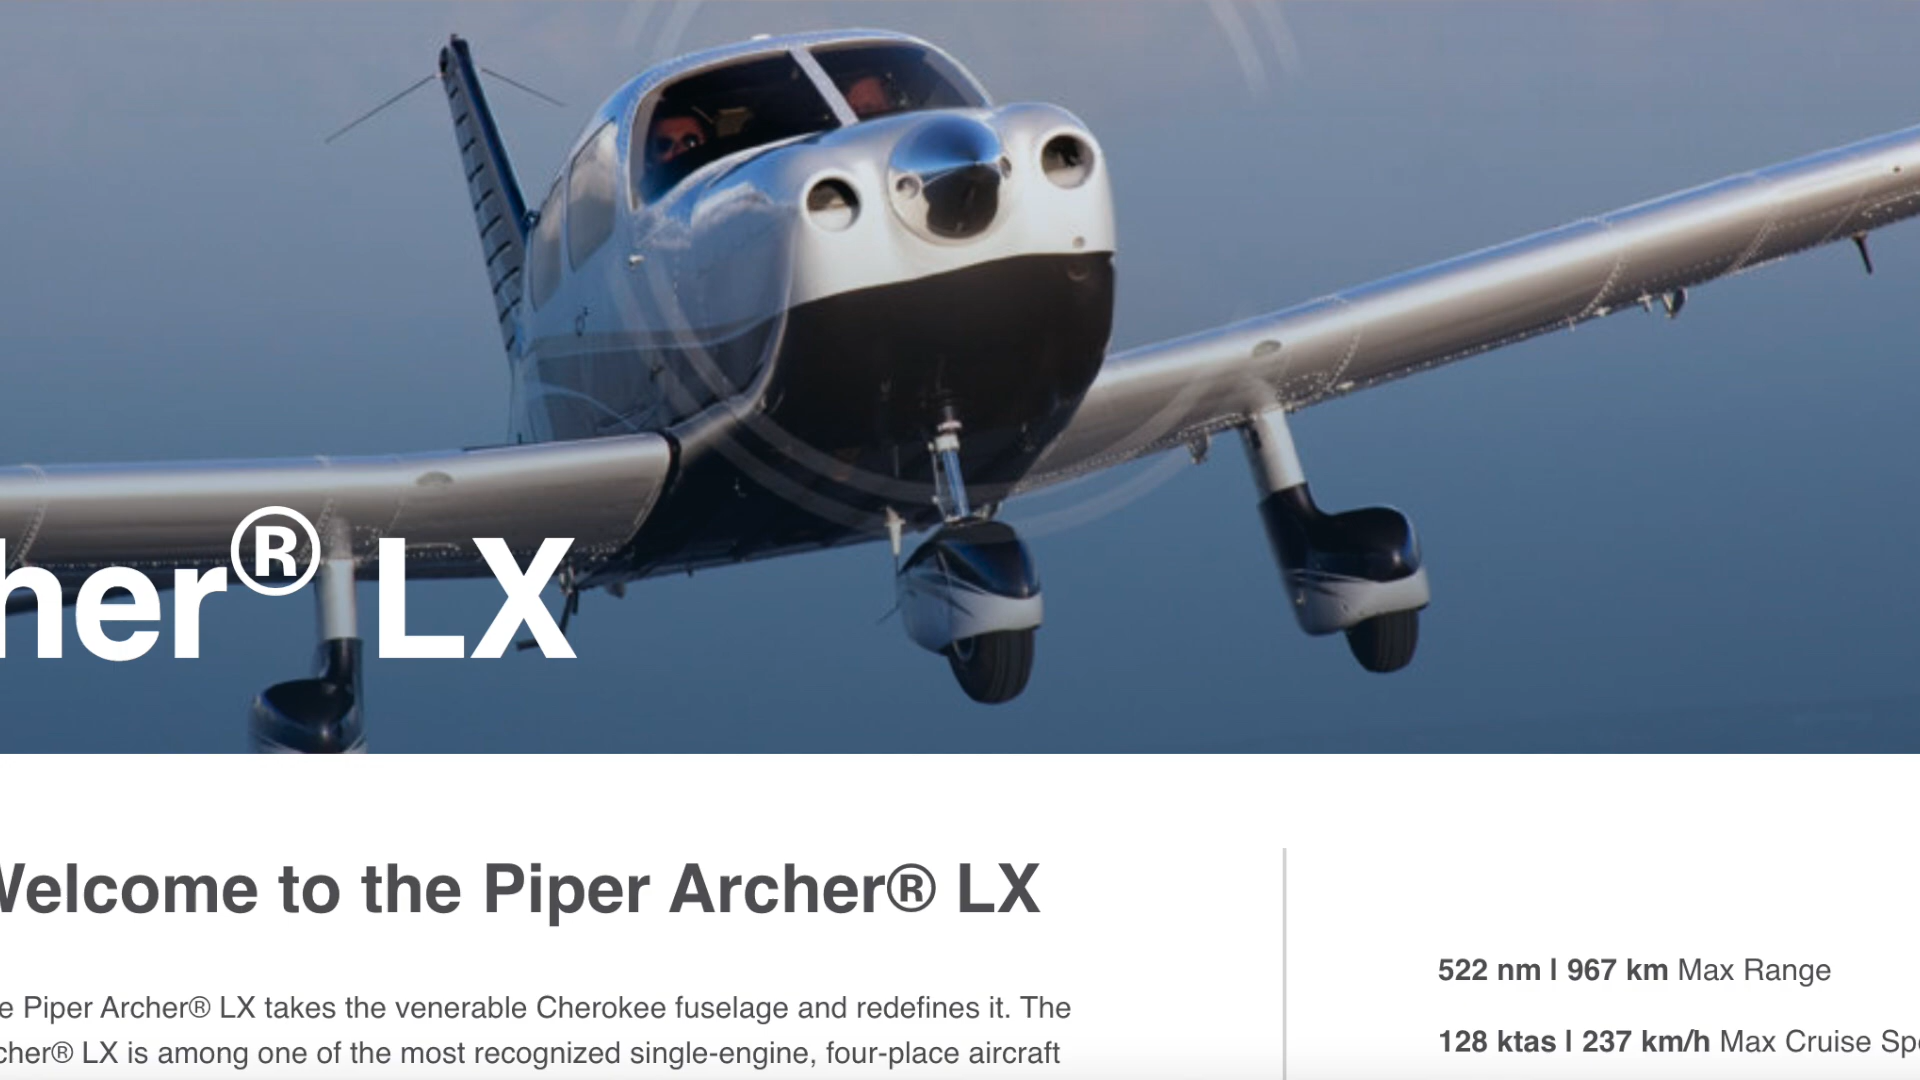 her® LX
Welcome to the Piper Archer® LX
e Piper Archer® LX takes the venerable Cherokee fuselage and redefines it. The
cher® LX is among one of the most recognized single-engine, four-place aircraft
522 nm | 967 km Max Range
128 ktas | 237 km/h Max Cruise Spe